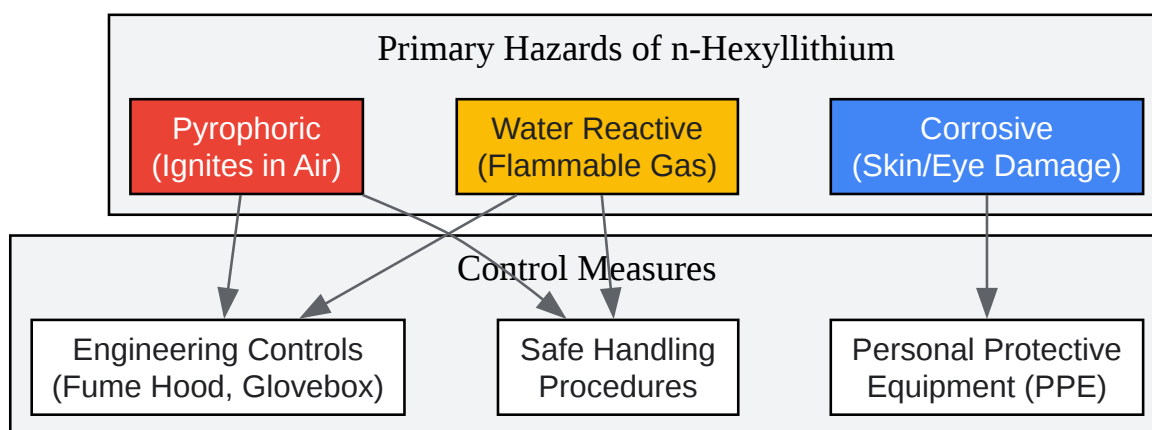 Primary Hazards of n-Hexyllithium
Pyrophoric
(Ignites in Air)
Water Reactive
(Flammable Gas)
Corrosive
(Skin/Eye Damage)
Control Measures
Engineering Controls
(Fume Hood, Glovebox)
Safe Handling
Procedures
Personal Protective
Equipment (PPE)